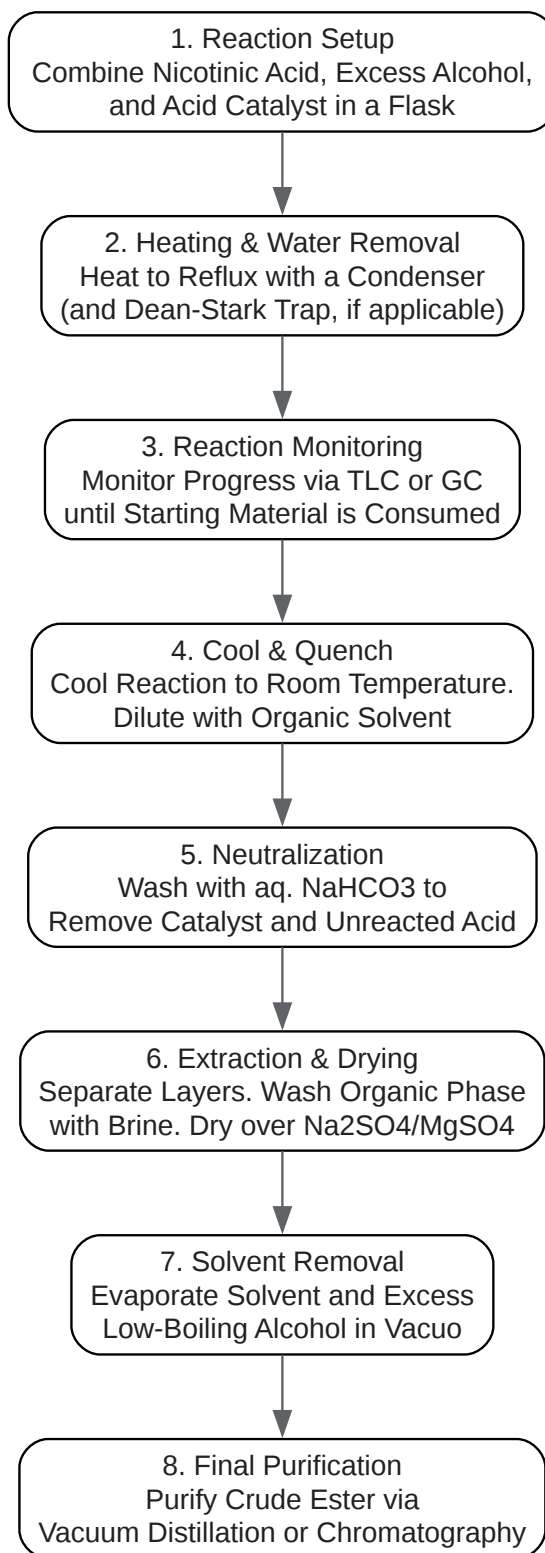 1. Reaction Setup
Combine Nicotinic Acid, Excess Alcohol,
and Acid Catalyst in a Flask
2. Heating & Water Removal
Heat to Reflux with a Condenser
(and Dean-Stark Trap, if applicable)
3. Reaction Monitoring
Monitor Progress via TLC or GC
until Starting Material is Consumed
4. Cool & Quench
Cool Reaction to Room Temperature.
Dilute with Organic Solvent
5. Neutralization
Wash with aq. NaHCO3 to
Remove Catalyst and Unreacted Acid
6. Extraction & Drying
Separate Layers. Wash Organic Phase
with Brine. Dry over Na2SO4/MgSO4
7. Solvent Removal
Evaporate Solvent and Excess
Low-Boiling Alcohol in Vacuo
8. Final Purification
Purify Crude Ester via
Vacuum Distillation or Chromatography